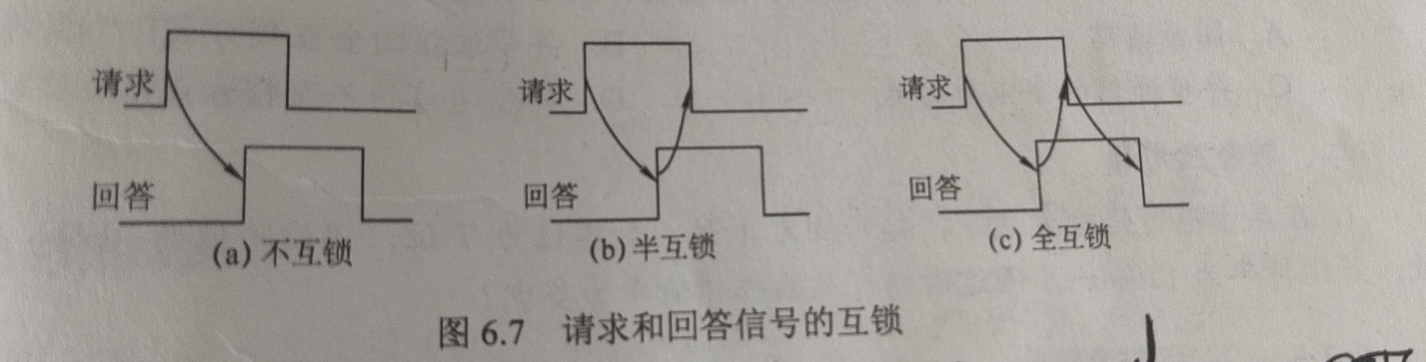 请求 请求 请求
回答 回答 回答
(a) 不互锁 (b) 半互锁 (c) 全互锁
图 6.7 请求和回答信号的互锁